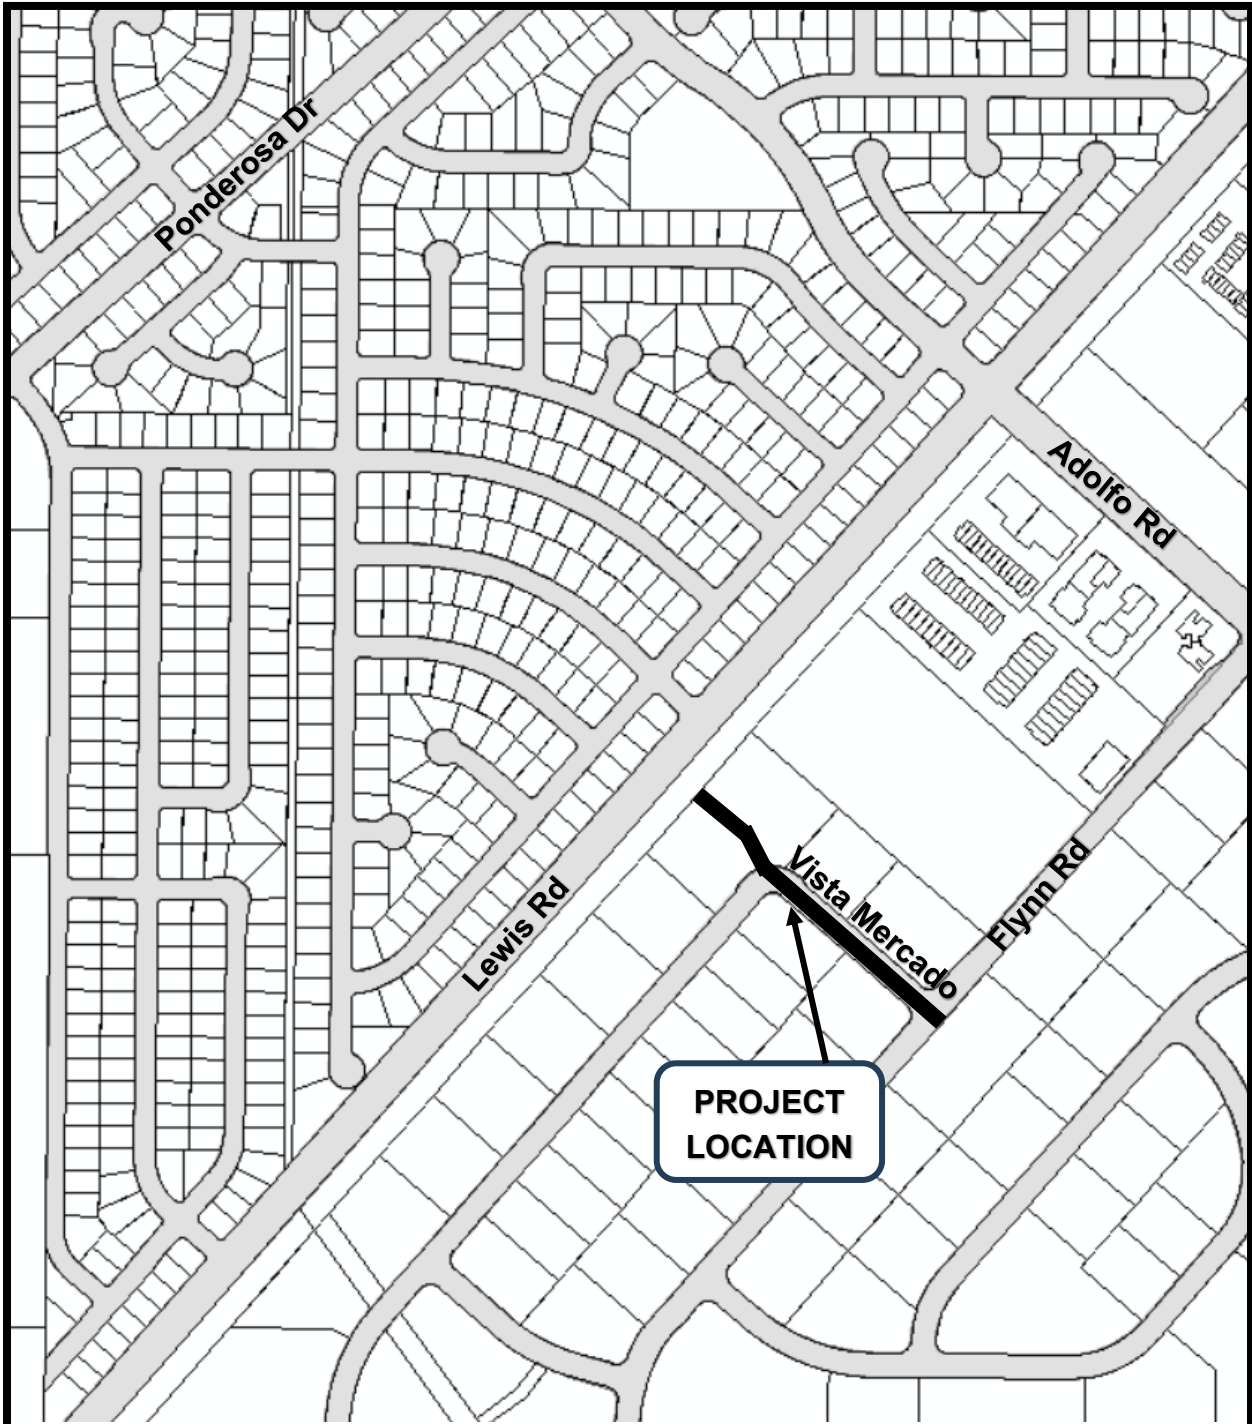 Ponderosa Dr
Adolfo Rd
Vista Mercado
Flynn Rd
Lewis Rd
PROJECT
LOCATION